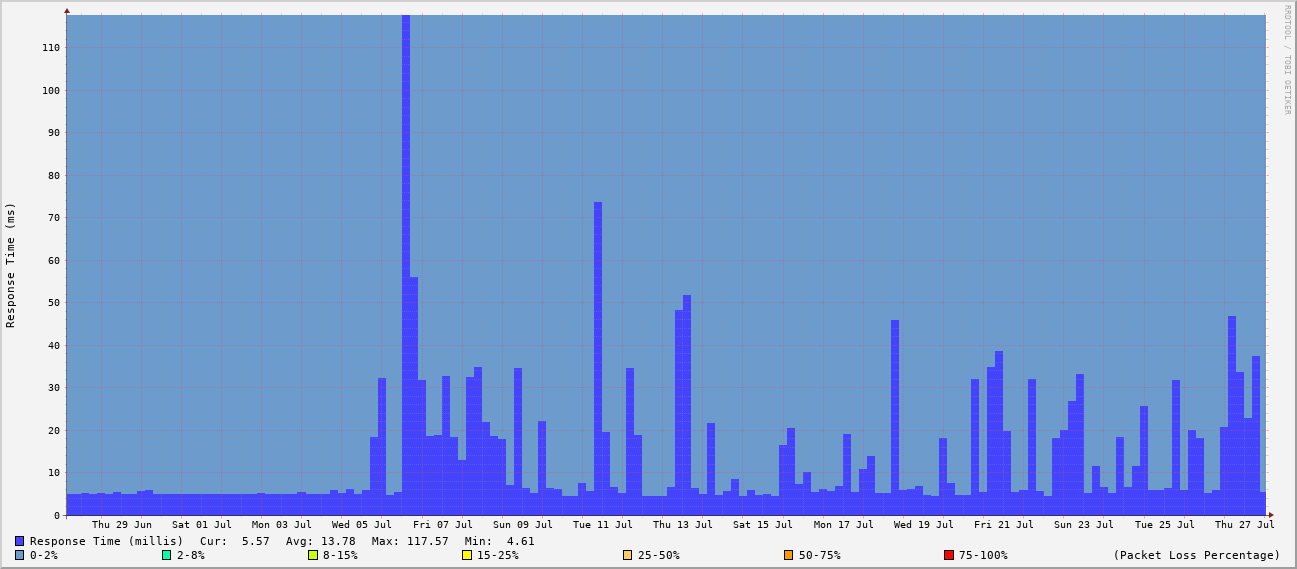 RRDTOOL / TOBI OETIKER
Response Time (ms)
110
100
90
80
70
60
50
40
30
20
10
0
Thu 29 Jun Sat 01 Jul Mon 03 Jul Wed 05 Jul Fri 07 Jul Sun 09 Jul Tue 11 Jul Thu 13 Jul Sat 15 Jul Mon 17 Jul Wed 19 Jul Fri 21 Jul Sun 23 Jul Tue 25 Jul Thu 27 Jul
Response Time (millis) Cur: 5.57 Avg: 13.78 Max: 117.57 Min: 4.61
0-2% 2-8% 8-15% 15-25% 25-50% 50-75% 75-100% (Packet Loss Percentage)